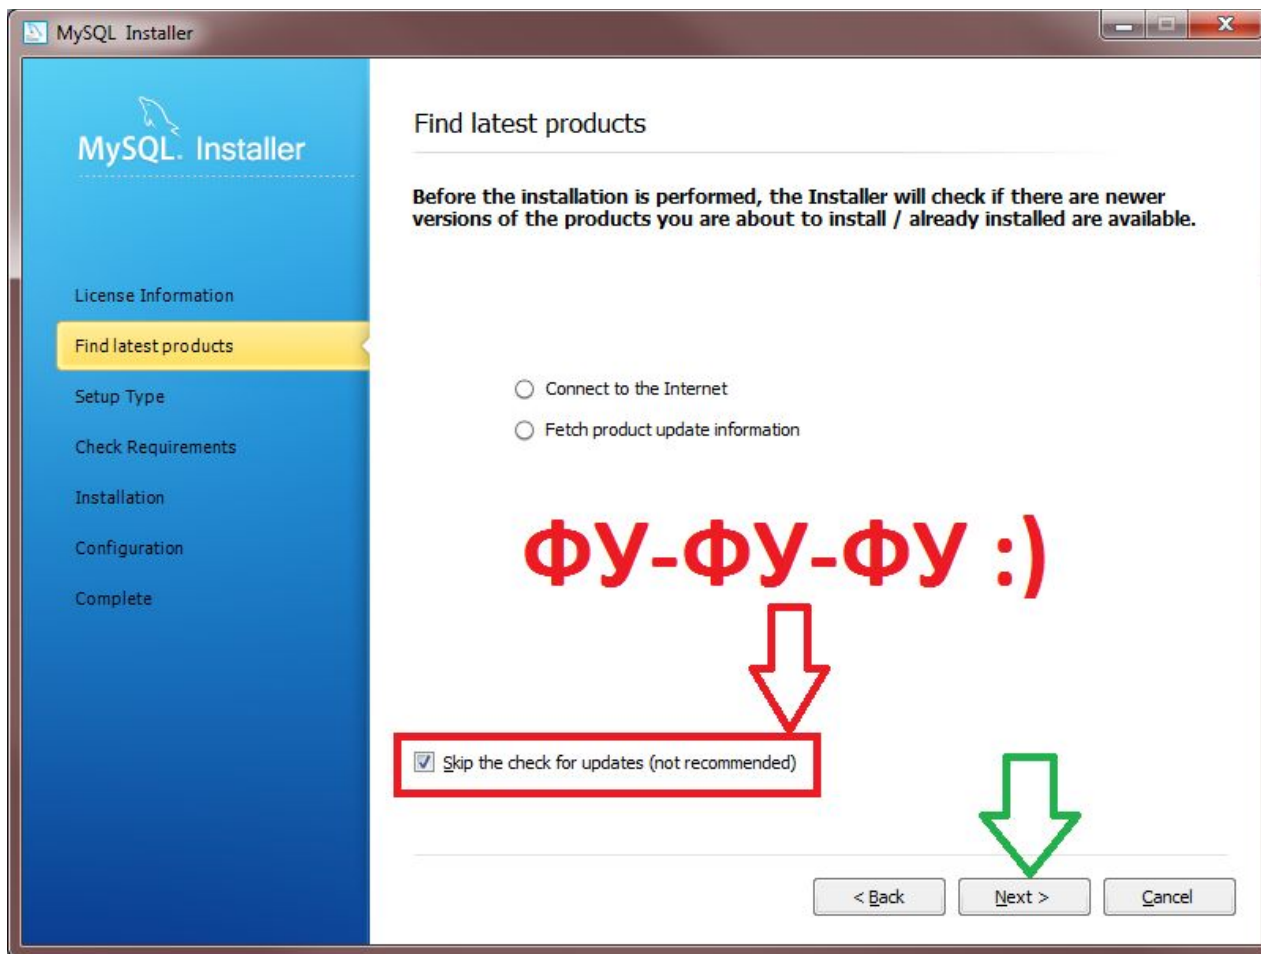 MySQL Installer
MySQL. Installer
License Information
Find latest products
Setup Type
Check Requirements
Installation
Configuration
Complete
Find latest products
Before the installation is performed, the Installer will check if there are newer
versions of the products you are about to install / already installed are available.
Connect to the Internet
Fetch product update information
ФУ-ФУ-ФУ :)
Skip the check for updates (not recommended)
< Back
Next >
Cancel